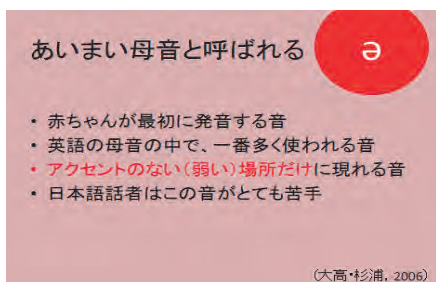 あいまい母音と呼ばれる ə
• 赤ちゃんが最初に発音する音
• 英語の母音の中で、一番多く使われる音
• アクセントのない（弱い）場所だけに現れる音
• 日本語話者はこの音がとても苦手
（大高・杉浦, 2006）